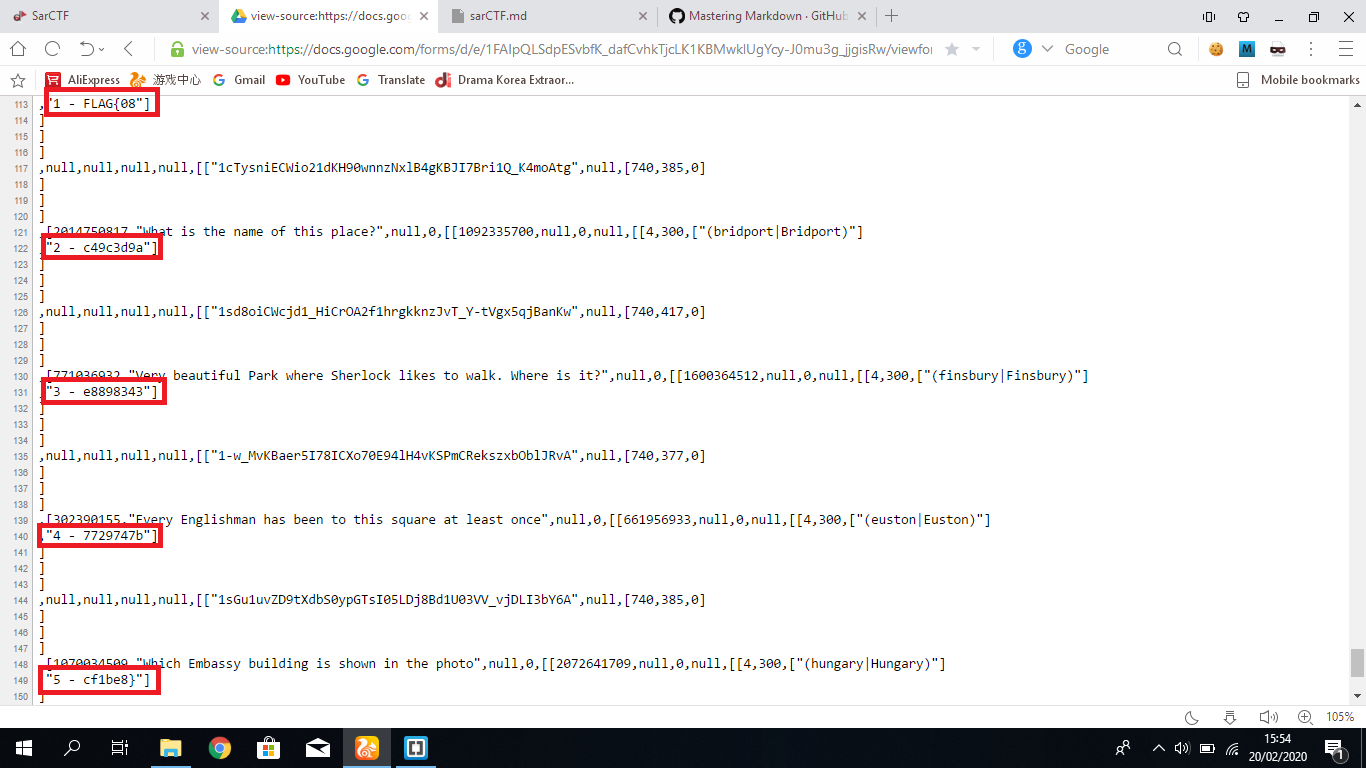 SarCTF
view-source:https://docs.goo
sarCTF.md
Mastering Markdown · GitHub
view-source:https://docs.google.com/forms/d/e/1FAIpQLSdpESvbfK_dafCvhkTjcLK1KBMwklUgYcy-J0mu3g_jjgisRw/viewfor
Google
AliExpress
游戏中心
Gmail
YouTube
Translate
Drama Korea Extraor...
Mobile bookmarks
113 ,"1 - FLAG{08"]
114 ]
115 ]
116 ]
117 ,null,null,null,null,[["1cTysniECWio21dKH90wnnzNxlB4gKBJI7Bri1Q_K4moAtg",null,[740,385,0]
118 ]
119 ]
120 ]
121 ,[2014750817,"What is the name of this place?",null,0,[[1092335700,null,0,null,[[4,300,["(bridport|Bridport)"]
122 ,"2 - c49c3d9a"]
123 ]
124 ]
125 ]
126 ,null,null,null,null,[["1sd8oiCWcjd1_HiCrOA2f1hrgkknzJvT_Y-tVgx5qjBanKw",null,[740,417,0]
127 ]
128 ]
129 ]
130 ,[771036932,"Very beautiful Park where Sherlock likes to walk. Where is it?",null,0,[[1600364512,null,0,null,[[4,300,["(finsbury|Finsbury)"]
131 ,"3 - e8898343"]
132 ]
133 ]
134 ]
135 ,null,null,null,null,[["1-w_MvKBaer5I78ICXo70E94lH4vKSPmCRekszxbOblJRvA",null,[740,377,0]
136 ]
137 ]
138 ]
139 ,[302390155,"Every Englishman has been to this square at least once",null,0,[[661956933,null,0,null,[[4,300,["(euston|Euston)"]
140 ,"4 - 7729747b"]
141 ]
142 ]
143 ]
144 ,null,null,null,null,[["1sGu1uvZD9tXdbS0ypGTsI05LDj8Bd1U03VV_vjDLI3bY6A",null,[740,385,0]
145 ]
146 ]
147 ]
148 ,[1070034509,"Which Embassy building is shown in the photo",null,0,[[2072641709,null,0,null,[[4,300,["(hungary|Hungary)"]
149 ,"5 - cf1be8}"]
150 ]
105%
15:54
20/02/2020
1